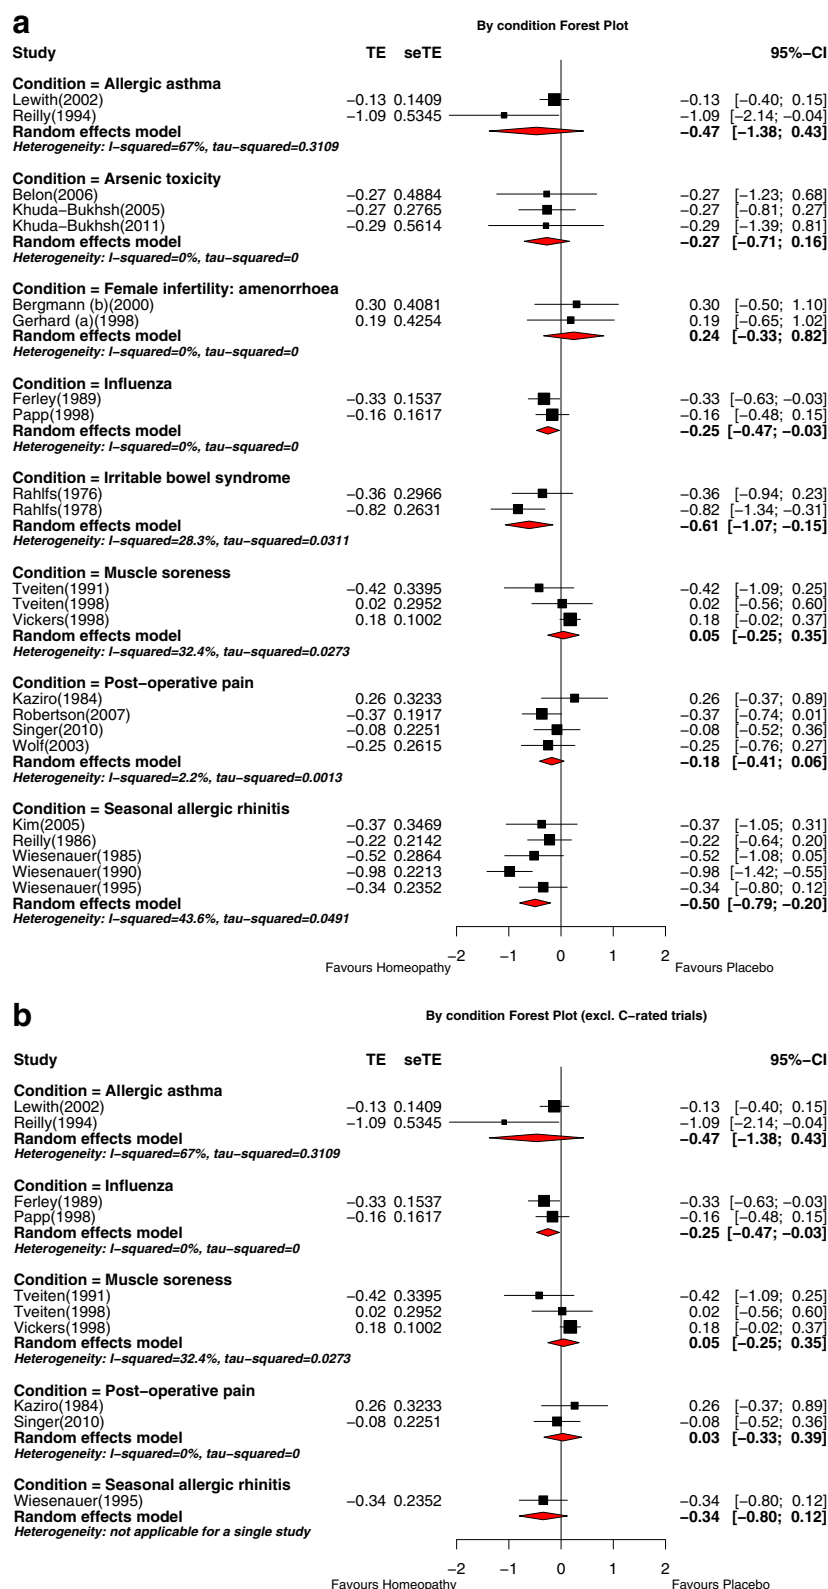 a
By condition Forest Plot
Study TE seTE 95%−CI
Condition = Allergic asthma
Lewith(2002) −0.13 0.1409 −0.13 [−0.40; 0.15]
Reilly(1994) −1.09 0.5345 −1.09 [−2.14; −0.04]
Random effects model −0.47 [−1.38; 0.43]
Heterogeneity: I−squared=67%, tau−squared=0.3109
Condition = Arsenic toxicity
Belon(2006) −0.27 0.4884 −0.27 [−1.23; 0.68]
Khuda−Bukhsh(2005) −0.27 0.2765 −0.27 [−0.81; 0.27]
Khuda−Bukhsh(2011) −0.29 0.5614 −0.29 [−1.39; 0.81]
Random effects model −0.27 [−0.71; 0.16]
Heterogeneity: I−squared=0%, tau−squared=0
Condition = Female infertility: amenorrhoea
Bergmann (b)(2000) 0.30 0.4081 0.30 [−0.50; 1.10]
Gerhard (a)(1998) 0.19 0.4254 0.19 [−0.65; 1.02]
Random effects model 0.24 [−0.33; 0.82]
Heterogeneity: I−squared=0%, tau−squared=0
Condition = Influenza
Ferley(1989) −0.33 0.1537 −0.33 [−0.63; −0.03]
Papp(1998) −0.16 0.1617 −0.16 [−0.48; 0.15]
Random effects model −0.25 [−0.47; −0.03]
Heterogeneity: I−squared=0%, tau−squared=0
Condition = Irritable bowel syndrome
Rahlfs(1976) −0.36 0.2966 −0.36 [−0.94; 0.23]
Rahlfs(1978) −0.82 0.2631 −0.82 [−1.34; −0.31]
Random effects model −0.61 [−1.07; −0.15]
Heterogeneity: I−squared=28.3%, tau−squared=0.0311
Condition = Muscle soreness
Tveiten(1991) −0.42 0.3395 −0.42 [−1.09; 0.25]
Tveiten(1998) 0.02 0.2952 0.02 [−0.56; 0.60]
Vickers(1998) 0.18 0.1002 0.18 [−0.02; 0.37]
Random effects model 0.05 [−0.25; 0.35]
Heterogeneity: I−squared=32.4%, tau−squared=0.0273
Condition = Post−operative pain
Kaziro(1984) 0.26 0.3233 0.26 [−0.37; 0.89]
Robertson(2007) −0.37 0.1917 −0.37 [−0.74; 0.01]
Singer(2010) −0.08 0.2251 −0.08 [−0.52; 0.36]
Wolf(2003) −0.25 0.2615 −0.25 [−0.76; 0.27]
Random effects model −0.18 [−0.41; 0.06]
Heterogeneity: I−squared=2.2%, tau−squared=0.0013
Condition = Seasonal allergic rhinitis
Kim(2005) −0.37 0.3469 −0.37 [−1.05; 0.31]
Reilly(1986) −0.22 0.2142 −0.22 [−0.64; 0.20]
Wiesenauer(1985) −0.52 0.2864 −0.52 [−1.08; 0.05]
Wiesenauer(1990) −0.98 0.2213 −0.98 [−1.42; −0.55]
Wiesenauer(1995) −0.34 0.2352 −0.34 [−0.80; 0.12]
Random effects model −0.50 [−0.79; −0.20]
Heterogeneity: I−squared=43.6%, tau−squared=0.0491
−2 −1 0 1 2
Favours Homeopathy Favours Placebo
b
By condition Forest Plot (excl. C−rated trials)
Study TE seTE 95%−CI
Condition = Allergic asthma
Lewith(2002) −0.13 0.1409 −0.13 [−0.40; 0.15]
Reilly(1994) −1.09 0.5345 −1.09 [−2.14; −0.04]
Random effects model −0.47 [−1.38; 0.43]
Heterogeneity: I−squared=67%, tau−squared=0.3109
Condition = Influenza
Ferley(1989) −0.33 0.1537 −0.33 [−0.63; −0.03]
Papp(1998) −0.16 0.1617 −0.16 [−0.48; 0.15]
Random effects model −0.25 [−0.47; −0.03]
Heterogeneity: I−squared=0%, tau−squared=0
Condition = Muscle soreness
Tveiten(1991) −0.42 0.3395 −0.42 [−1.09; 0.25]
Tveiten(1998) 0.02 0.2952 0.02 [−0.56; 0.60]
Vickers(1998) 0.18 0.1002 0.18 [−0.02; 0.37]
Random effects model 0.05 [−0.25; 0.35]
Heterogeneity: I−squared=32.4%, tau−squared=0.0273
Condition = Post−operative pain
Kaziro(1984) 0.26 0.3233 0.26 [−0.37; 0.89]
Singer(2010) −0.08 0.2251 −0.08 [−0.52; 0.36]
Random effects model 0.03 [−0.33; 0.39]
Heterogeneity: I−squared=0%, tau−squared=0
Condition = Seasonal allergic rhinitis
Wiesenauer(1995) −0.34 0.2352 −0.34 [−0.80; 0.12]
Random effects model −0.34 [−0.80; 0.12]
Heterogeneity: not applicable for a single study
−2 −1 0 1 2
Favours Homeopathy Favours Placebo